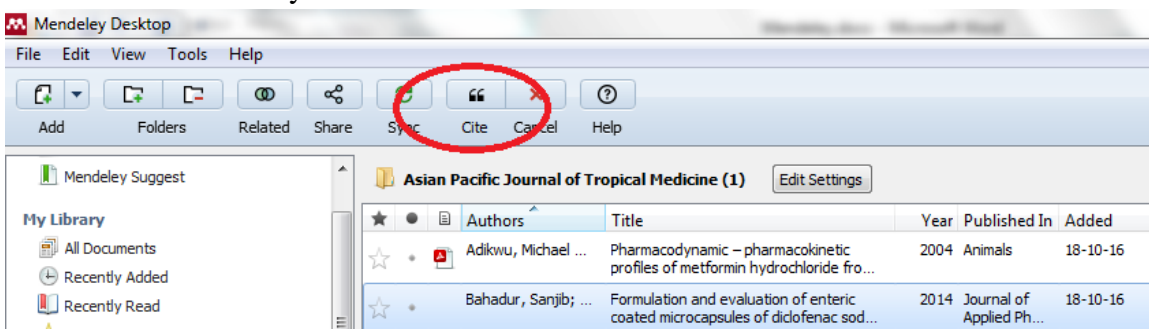 Mendeley Desktop
File Edit View Tools Help
Add Folders Related Share Sync Cite Cancel Help
Mendeley Suggest
Asian Pacific Journal of Tropical Medicine (1) Edit Settings
My Library
Authors Title Year Published In Added
All Documents
Adikwu, Michael ... Pharmacodynamic – pharmacokinetic 2004 Animals 18-10-16
profiles of metformin hydrochloride fro...
Recently Added
Recently Read
Bahadur, Sanjib; ... Formulation and evaluation of enteric 2014 Journal of 18-10-16
coated microcapsules of diclofenac sod... Applied Ph...